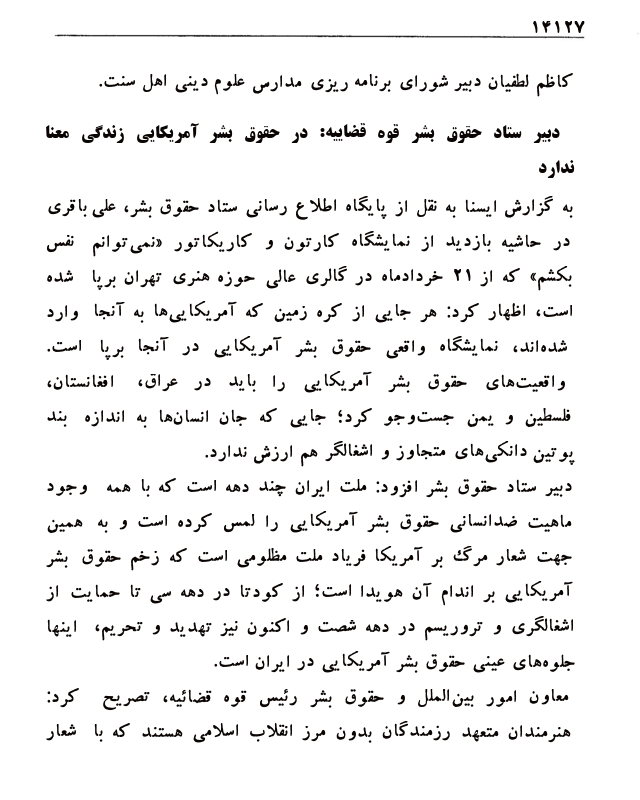 ۱۴۱۲۷
کاظم لطفیان دبیر شورای برنامه ریزی مدارس علوم دینی اهل سنت.
دبیر ستاد حقوق بشر قوه قضاییه: در حقوق بشر آمریکایی زندگی معنا
ندارد
به گزارش ایسنا به نقل از پایگاه اطلاع رسانی ستاد حقوق بشر، علی باقری
در حاشیه بازدید از نمایشگاه کارتون و کاریکاتور «نمی‌توانم نفس
بکشم» که از ۲۱ خردادماه در گالری عالی حوزه هنری تهران برپا شده
است، اظهار کرد: هر جایی از کره زمین که آمریکایی‌ها به آنجا وارد
شده‌اند، نمایشگاه واقعی حقوق بشر آمریکایی در آنجا برپا است.
واقعیت‌های حقوق بشر آمریکایی را باید در عراق، افغانستان،
فلسطین و یمن جست‌وجو کرد؛ جایی که جان انسان‌ها به اندازه بند
پوتین دانکی‌های متجاوز و اشغالگر هم ارزش ندارد.
دبیر ستاد حقوق بشر افزود: ملت ایران چند دهه است که با همه وجود
ماهیت ضدانسانی حقوق بشر آمریکایی را لمس کرده است و به همین
جهت شعار مرگ بر آمریکا فریاد ملت مظلومی است که زخم حقوق بشر
آمریکایی بر اندام آن هویدا است؛ از کودتا در دهه سی تا حمایت از
اشغالگری و تروریسم در دهه شصت و اکنون نیز تهدید و تحریم، اینها
جلوه‌های عینی حقوق بشر آمریکایی در ایران است.
معاون امور بین‌الملل و حقوق بشر رئیس قوه قضائیه، تصریح کرد:
هنرمندان متعهد رزمندگان بدون مرز انقلاب اسلامی هستند که با شعار